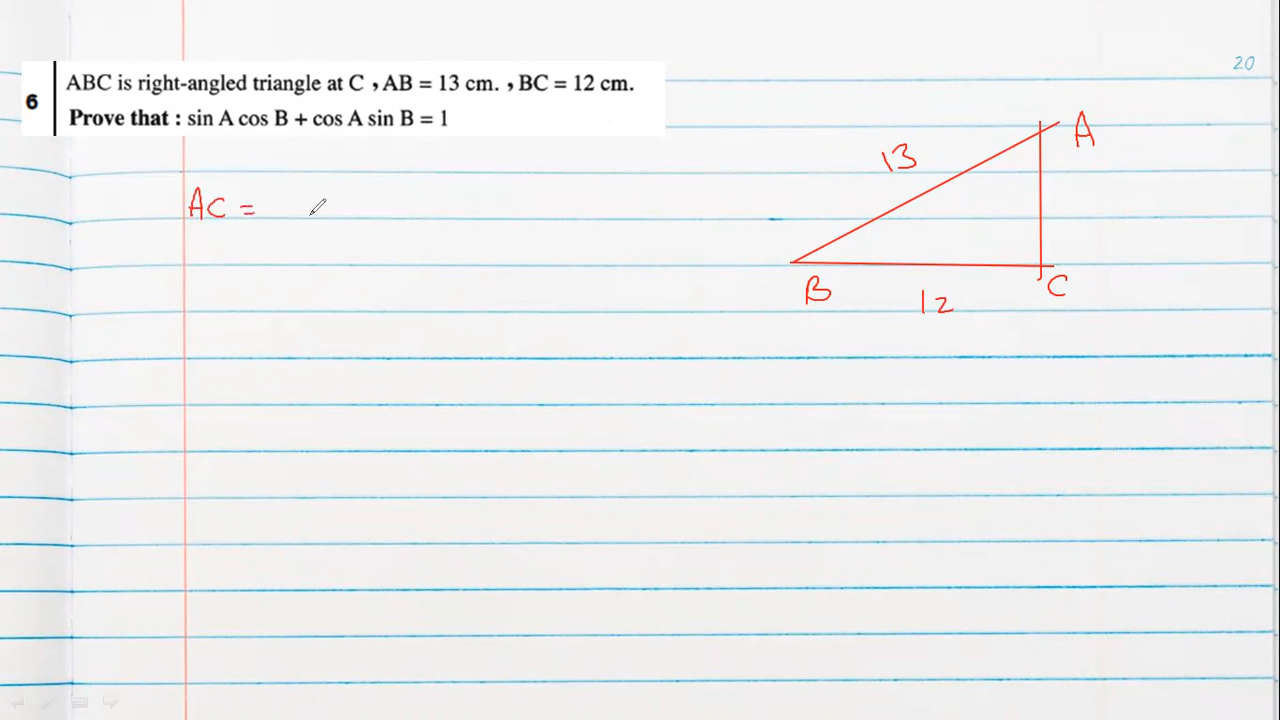 20
6
ABC is right-angled triangle at C , AB = 13 cm. , BC = 12 cm.
Prove that : sin A cos B + cos A sin B = 1
A
13
AC =
B
C
12